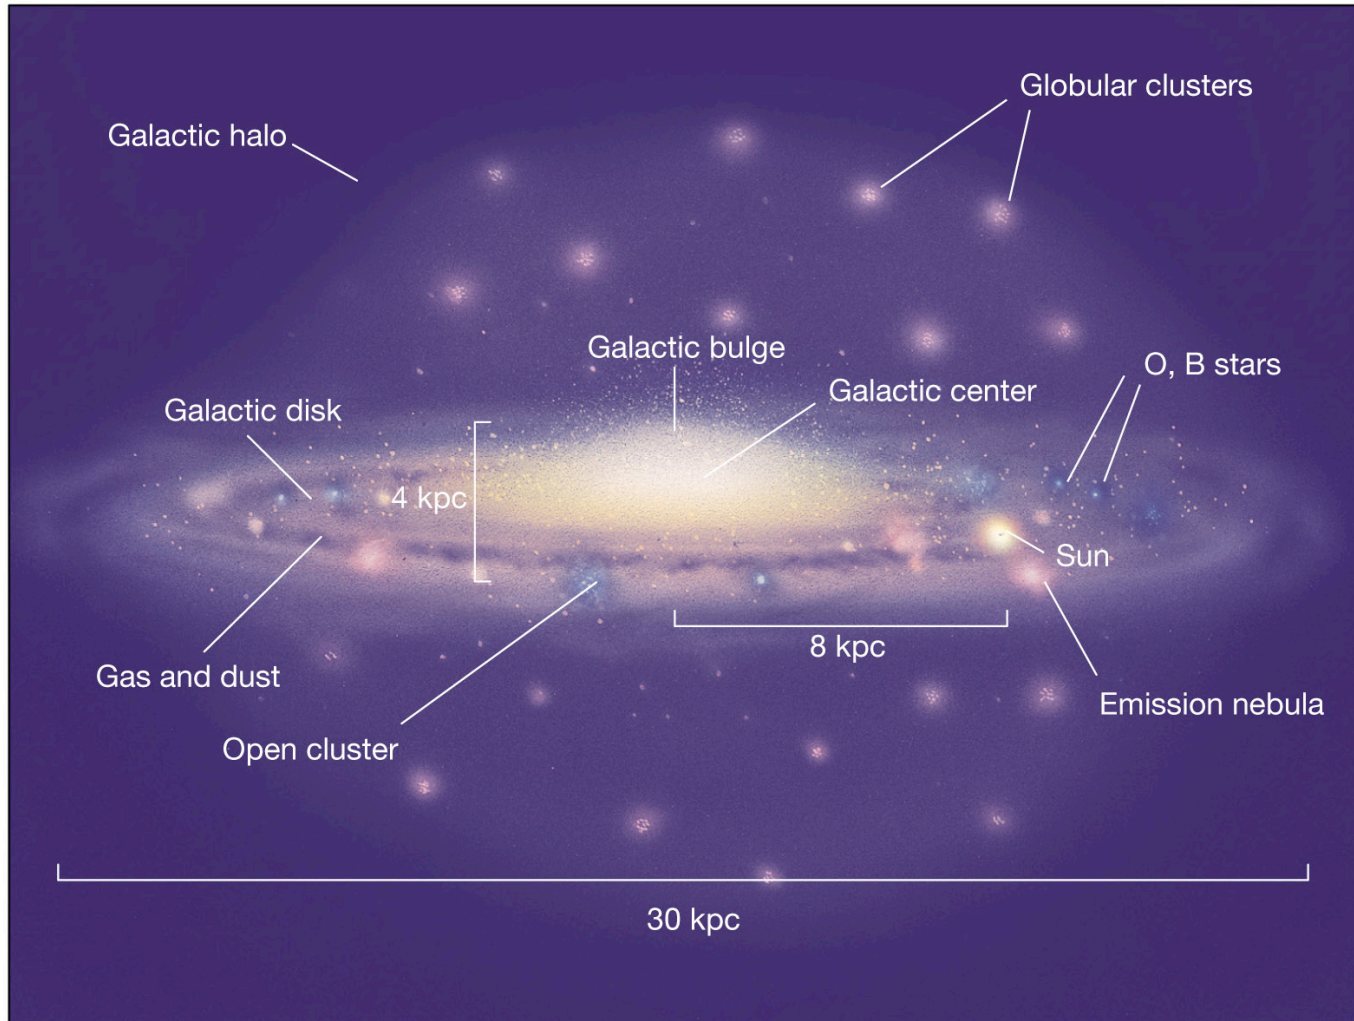 Globular clusters
Galactic halo
Galactic bulge
O, B stars
Galactic center
Galactic disk
4 kpc
Sun
8 kpc
Gas and dust
Emission nebula
Open cluster
30 kpc